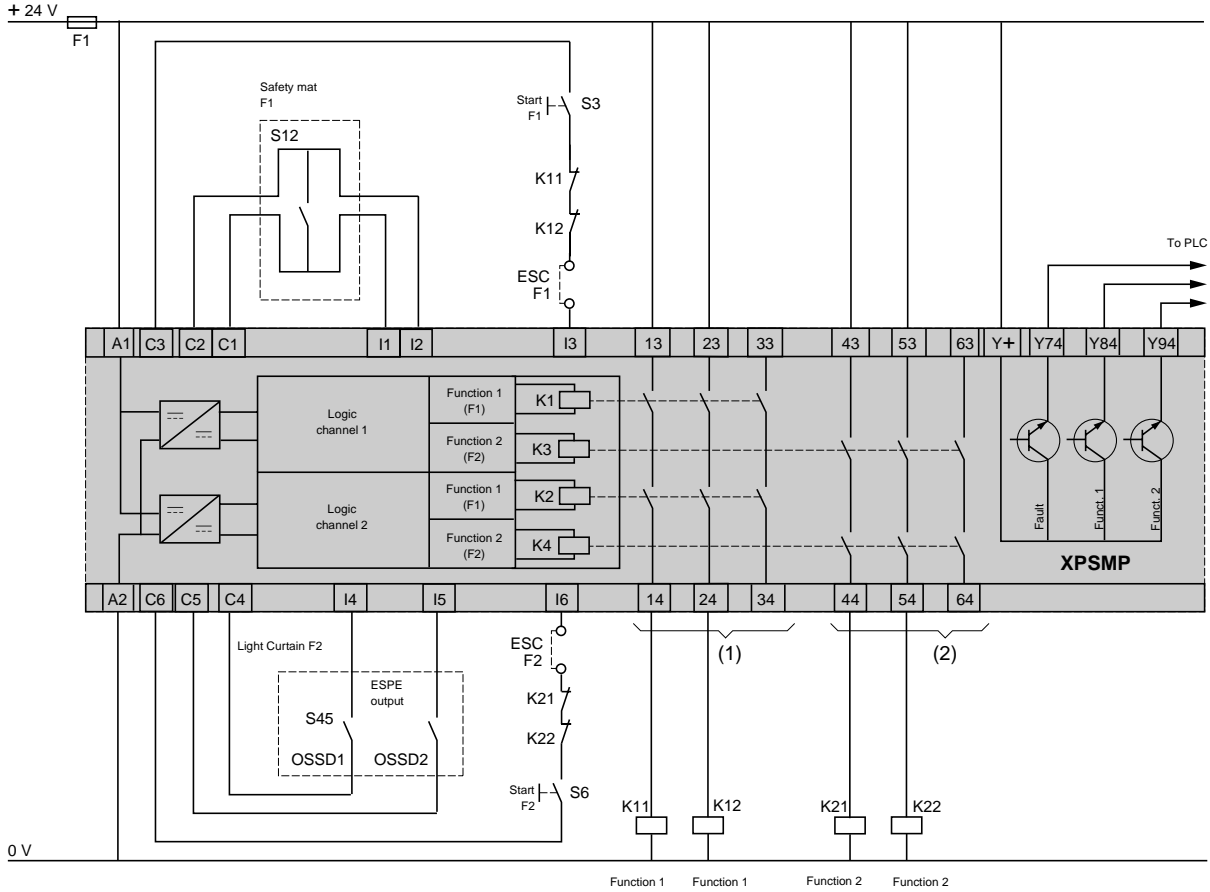 + 24 V
F1
Safety mat
F1
S12
Start
F1
S3
K11
K12
ESC
F1
To PLC
A1 C3 C2 C1 I1 I2 I3 13 23 33 43 53 63 Y+ Y74 Y84 Y94
Logic
channel 1
Function 1
(F1)
K1
Function 2
(F2)
K3
Logic
channel 2
Function 1
(F1)
K2
Function 2
(F2)
K4
Fault
Funct. 1
Funct. 2
XPSMP
A2 C6 C5 C4 I4 I5 I6 14 24 34 44 54 64
Light Curtain F2
ESPE
output
S45
OSSD1
OSSD2
ESC
F2
K21
K22
Start
F2
S6
(1)
(2)
K11
K12
K21
K22
0 V
Function 1
Function 1
Function 2
Function 2